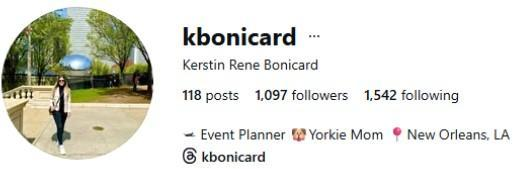 kbonicard ...
Kerstin Rene Bonicard
118 posts 1,097 followers 1,542 following
🛩️ Event Planner 🐶Yorkie Mom 📍 New Orleans, LA
kbonicard